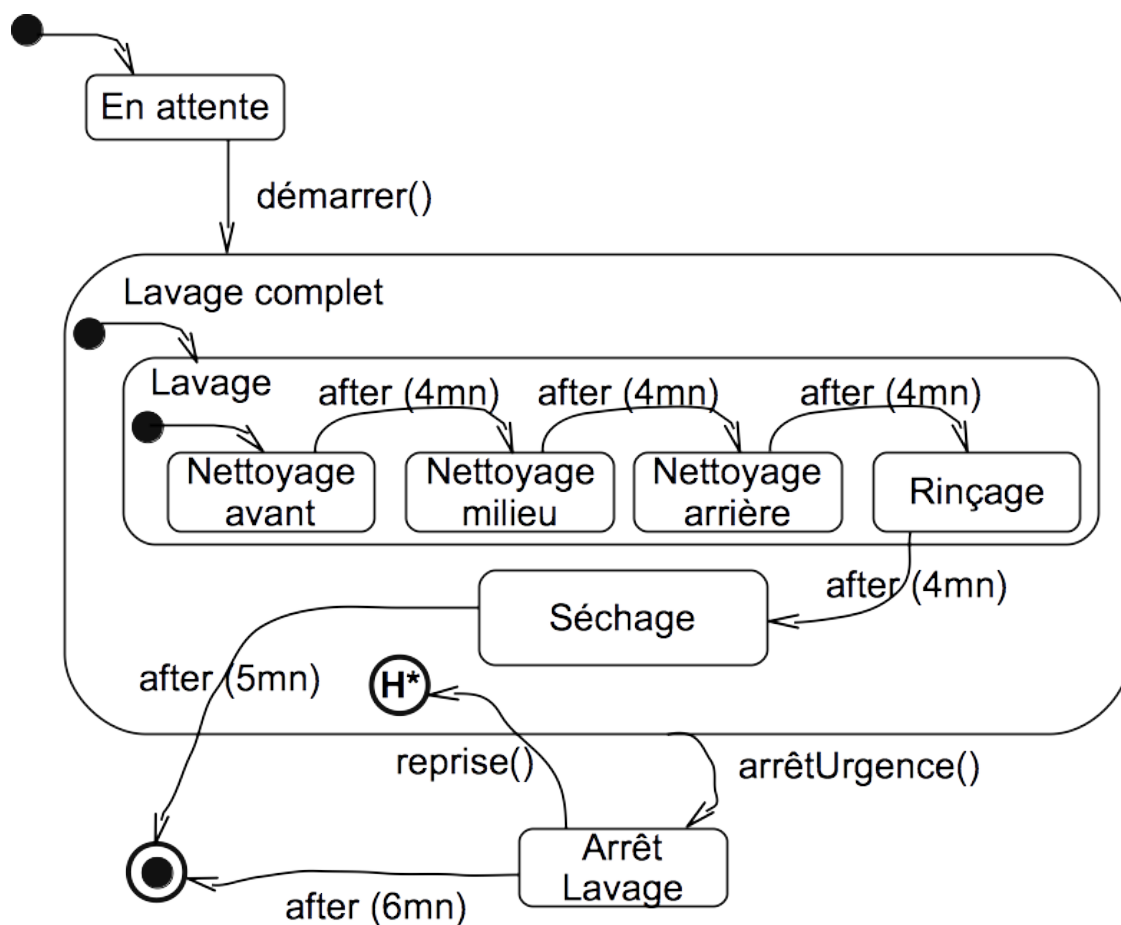 En attente
démarrer()
Lavage complet
Lavage
after (4mn)
after (4mn)
after (4mn)
Nettoyage
avant
Nettoyage
milieu
Nettoyage
arrière
Rinçage
after (4mn)
Séchage
after (5mn)
H*
reprise()
arrêtUrgence()
Arrêt
Lavage
after (6mn)